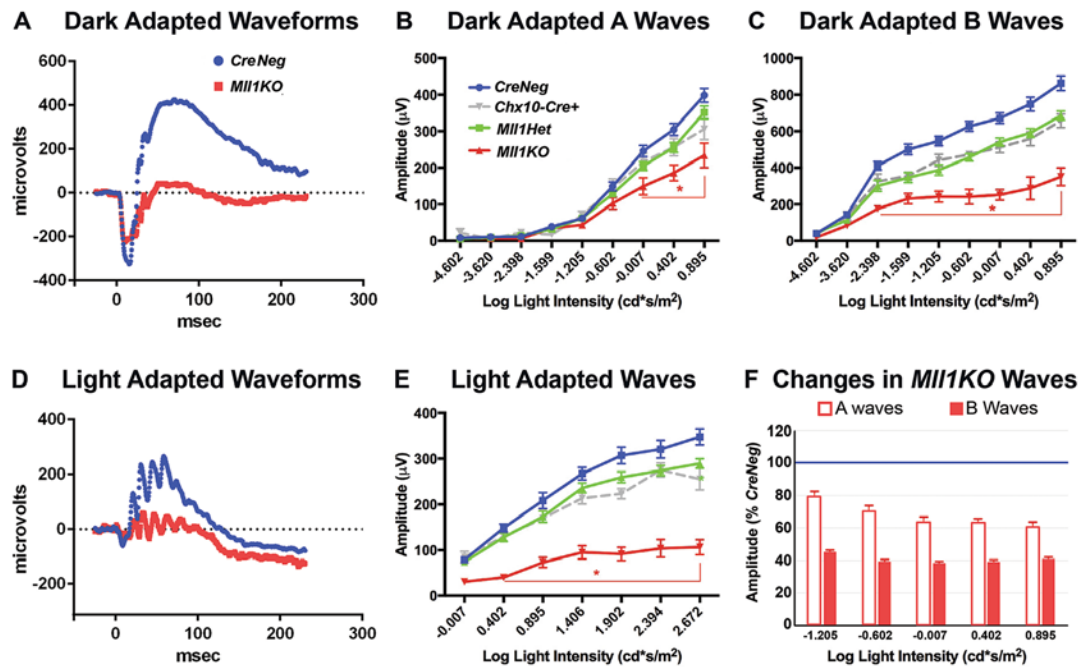 A Dark Adapted Waveforms
600
400
200
0
-200
-400
microvolts
CreNeg
Mll1KO
0
100
200
300
msec
B Dark Adapted A Waves
500
400
300
200
100
0
Amplitude (μV)
CreNeg
Chx10-Cre+
Mll1Het
Mll1KO
*
-4.602
-3.620
-2.398
-1.599
-1.205
-0.602
-0.007
0.402
0.895
Log Light Intensity (cd*s/m²)
C Dark Adapted B Waves
1000
800
600
400
200
0
Amplitude (μV)
*
-4.602
-3.620
-2.398
-1.599
-1.205
-0.602
-0.007
0.402
0.895
Log Light Intensity (cd*s/m²)
D Light Adapted Waveforms
400
200
0
-200
microvolts
0
100
200
300
msec
E Light Adapted Waves
400
300
200
100
0
Amplitude (μV)
*
-0.007
0.402
0.895
1.406
1.902
2.394
2.672
Log Light Intensity (cd*s/m²)
F Changes in Mll1KO Waves
A waves
B Waves
120
100
80
60
40
20
0
Amplitude (% CreNeg)
-1.205
-0.602
-0.007
0.402
0.895
Log Light Intensity (cd*s/m²)